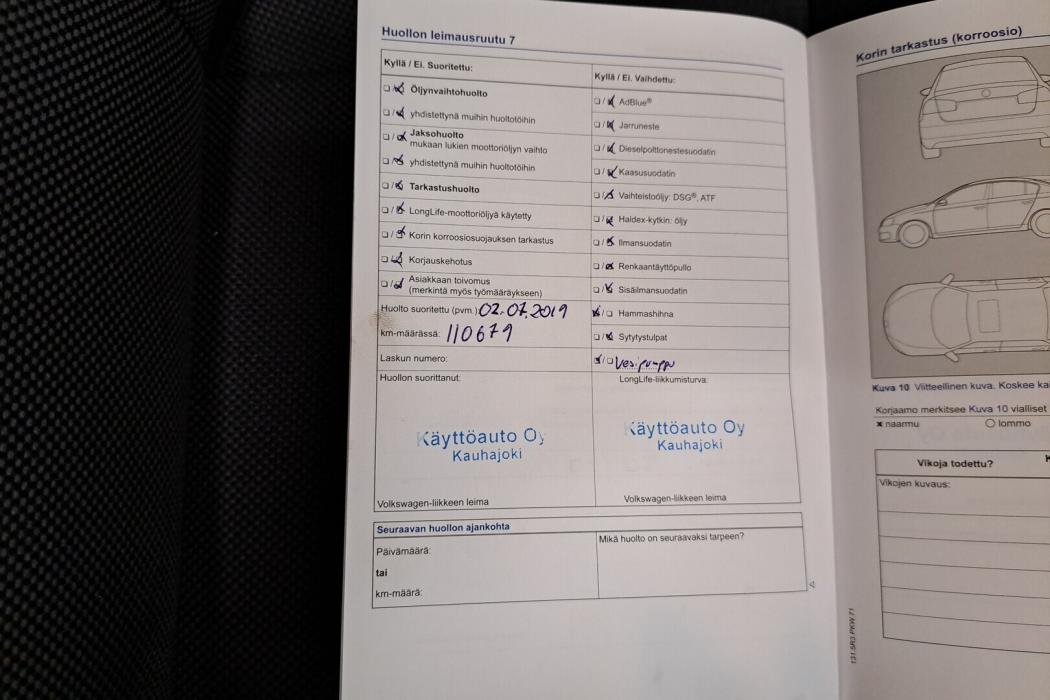 Huollon leimausruutu 7
Kyllä / Ei. Suoritettu:
Öljynvaihtohuolto
yhdistettynä muihin huoltotöihin
Jaksohuolto
mukaan lukien moottoriöljyn vaihto
yhdistettynä muihin huoltotöihin
Tarkastushuolto
LongLife-moottoriöljyä käytetty
Korin korroosiosuojauksen tarkastus
Korjauskehotus
Asiakkaan toivomus
(merkintä myös työmääräykseen)
Huolto suoritettu (pvm.) 02.07.2019
km-määrässä: 110679
Laskun numero:
Huollon suorittanut:
Käyttöauto Oy
Kauhajoki
Volkswagen-liikkeen leima
Kyllä / Ei. Vaihdettu:
AdBlue®
Jarruneste
Dieselpolttonestesuodatin
Kaasusuodatin
Vaihteistoöljy: DSG®, ATF
Haldex-kytkin: öljy
Ilmansuodatin
Renkaantäyttöpullo
Sisäilmansuodatin
Hammashihna
Sytytystulpat
Vesipumppu
LongLife-liikkumisturva:
Käyttöauto Oy
Kauhajoki
Volkswagen-liikkeen leima
Seuraavan huollon ajankohta
Päivämäärä:
tai
km-määrä:
Mikä huolto on seuraavaksi tarpeen?
Korin tarkastus (korroosio)
Kuva 10 Viitteellinen kuva. Koskee
Korjaamo merkitsee Kuva 10 vialliset
naarmu
lommo
Vikoja todettu?
Vikojen kuvaus:
131.5R3.PKW.71